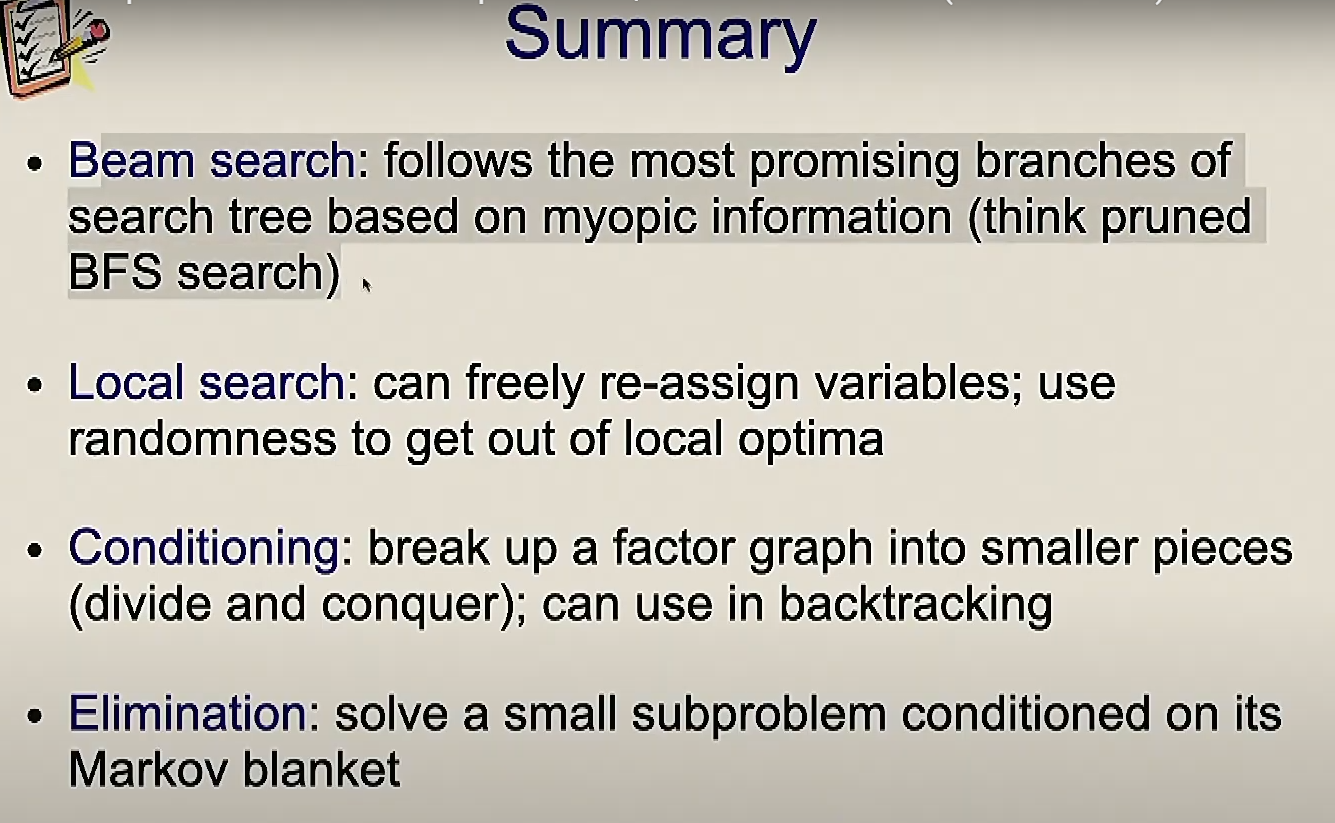 Summary
• Beam search: follows the most promising branches of
search tree based on myopic information (think pruned
BFS search)
• Local search: can freely re-assign variables; use
randomness to get out of local optima
• Conditioning: break up a factor graph into smaller pieces
(divide and conquer); can use in backtracking
• Elimination: solve a small subproblem conditioned on its
Markov blanket